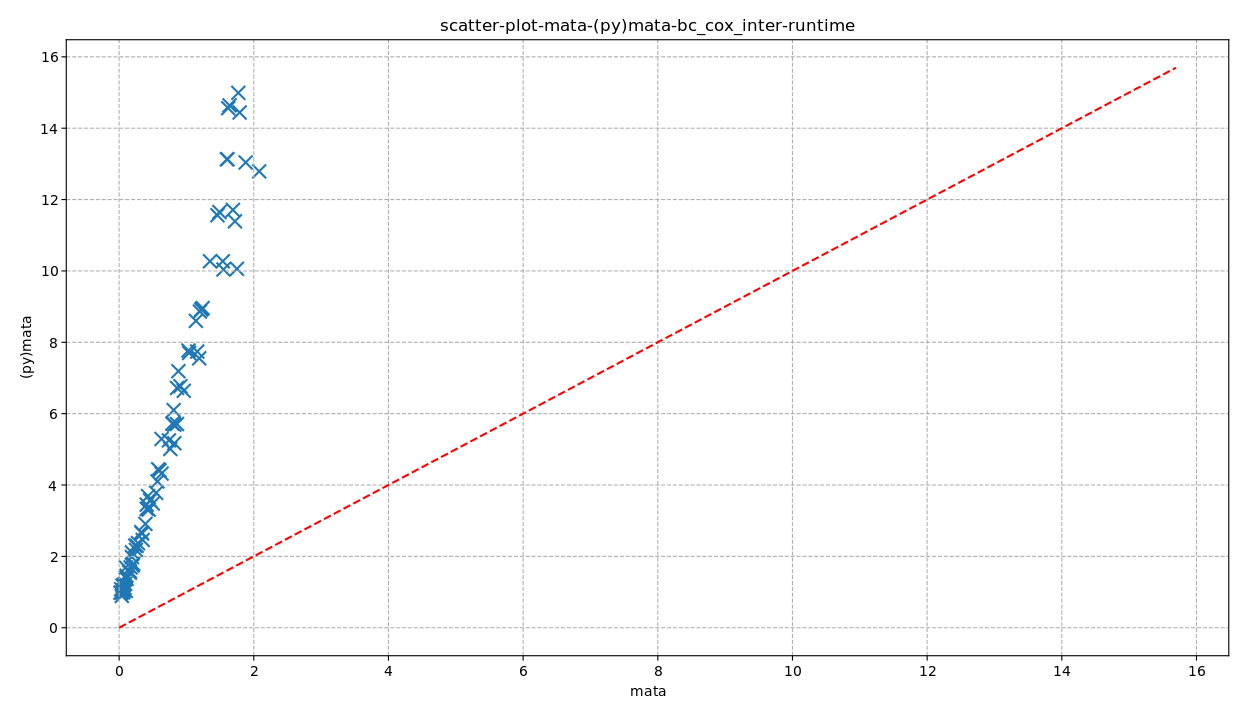 scatter-plot-mata-(py)mata-bc_cox_inter-runtime
16
14
12
10
8
6
4
2
0
(py)mata
0 2 4 6 8 10 12 14 16
mata